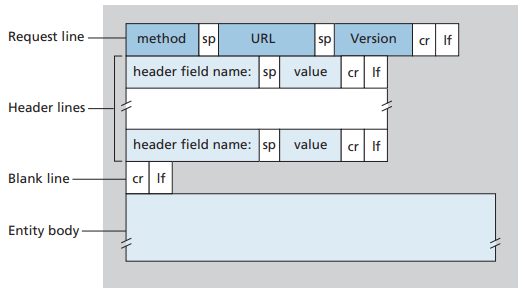 Request line method sp URL sp Version cr lf
header field name: sp value cr lf
Header lines
header field name: sp value cr lf
Blank line cr lf
Entity body